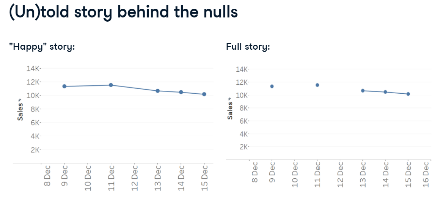 (Un)told story behind the nulls
"Happy" story:
14K
12K
10K
8K
6K
4K
2K
Sales *
8 Dec
9 Dec
10 Dec
11 Dec
12 Dec
13 Dec
14 Dec
15 Dec
Full story:
14K
12K
10K
8K
6K
4K
2K
Sales *
8 Dec
9 Dec
10 Dec
11 Dec
12 Dec
13 Dec
14 Dec
15 Dec
16 Dec